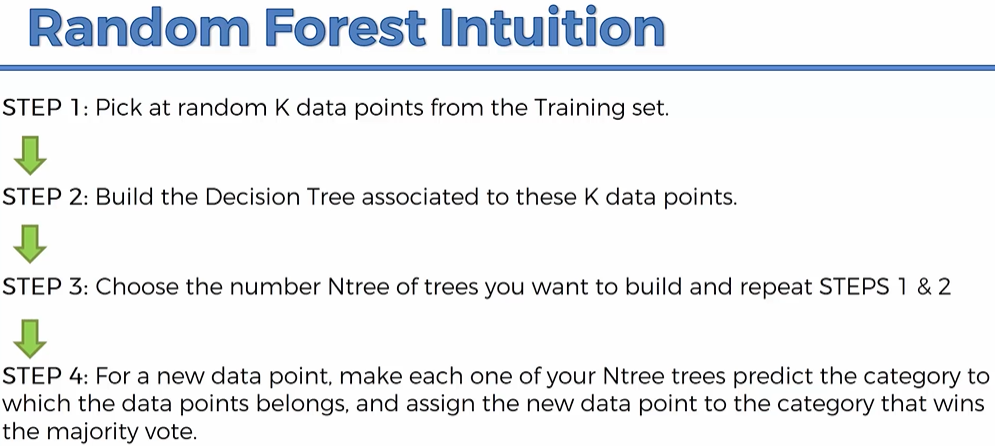 Random Forest Intuition
STEP 1: Pick at random K data points from the Training set.
STEP 2: Build the Decision Tree associated to these K data points.
STEP 3: Choose the number Ntree of trees you want to build and repeat STEPS 1 & 2
STEP 4: For a new data point, make each one of your Ntree trees predict the category to
which the data points belongs, and assign the new data point to the category that wins
the majority vote.